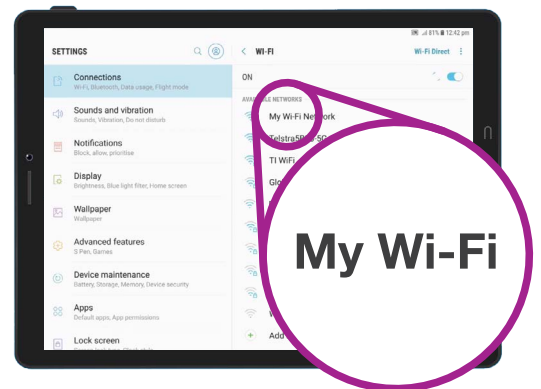 81% 12:42 pm
SETTINGS
Connections
Wi-Fi, Bluetooth, Data usage, Flight mode
Sounds and vibration
Sounds, Vibration, Do not disturb
Notifications
Block, allow, prioritise
Display
Brightness, Blue light filter, Home screen
Wallpaper
Wallpaper
Advanced features
S Pen, Games
Device maintenance
Battery, Storage, Memory, Device security
Apps
Default apps, App permissions
Lock screen
WI-FI
Wi-Fi Direct
ON
AVAILABLE NETWORKS
My Wi-Fi Network
TI WiFi
Glo
W
Add
My Wi-Fi